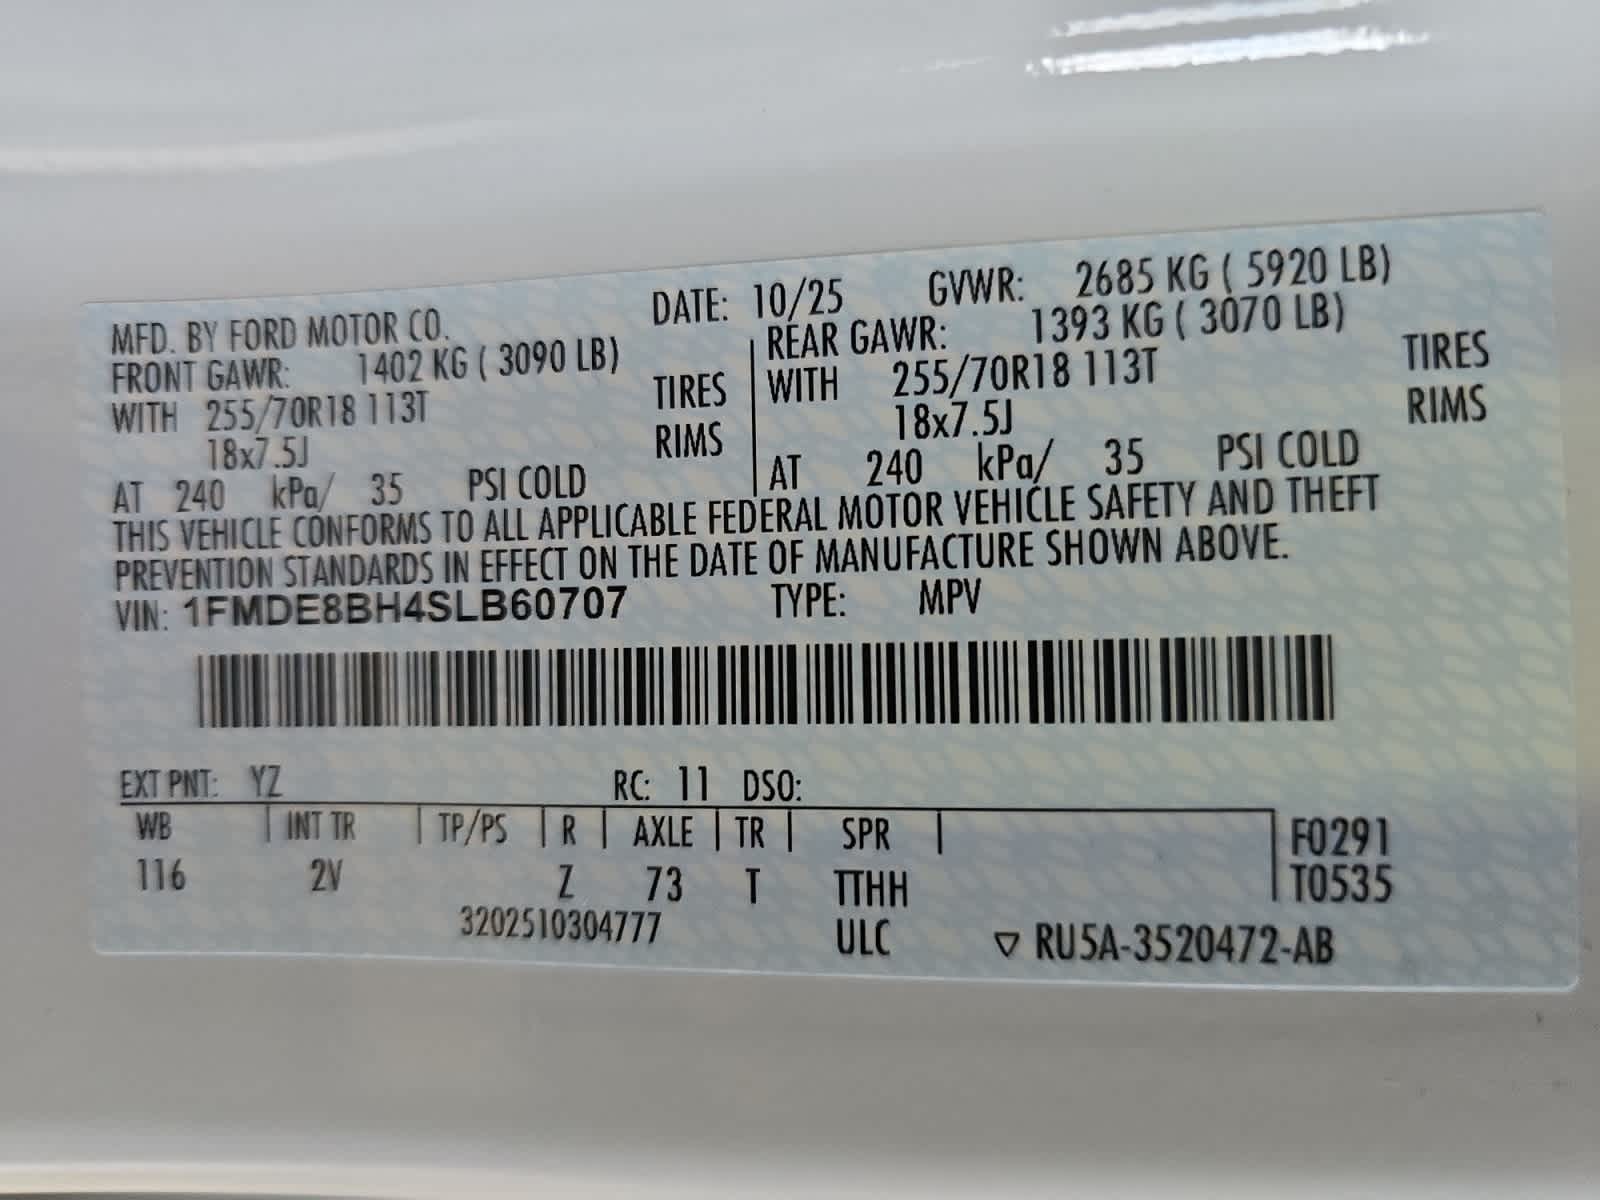 MFD. BY FORD MOTOR CO. DATE: 10/25 GVWR: 2685 KG ( 5920 LB)
FRONT GAWR: 1402 KG ( 3090 LB) REAR GAWR: 1393 KG ( 3070 LB)
WITH 255/70R18 113T TIRES WITH 255/70R18 113T TIRES
18x7.5J RIMS 18x7.5J RIMS
AT 240 kPa/ 35 PSI COLD AT 240 kPa/ 35 PSI COLD
THIS VEHICLE CONFORMS TO ALL APPLICABLE FEDERAL MOTOR VEHICLE SAFETY AND THEFT
PREVENTION STANDARDS IN EFFECT ON THE DATE OF MANUFACTURE SHOWN ABOVE.
VIN: 1FMDE8BH4SLB60707 TYPE: MPV
EXT PNT: YZ RC: 11 DSO:
WB INT TR TP/PS R AXLE TR SPR F0291
116 2V Z 73 T TTHH T0535
3202510304777 ULC ▽ RU5A-3520472-AB